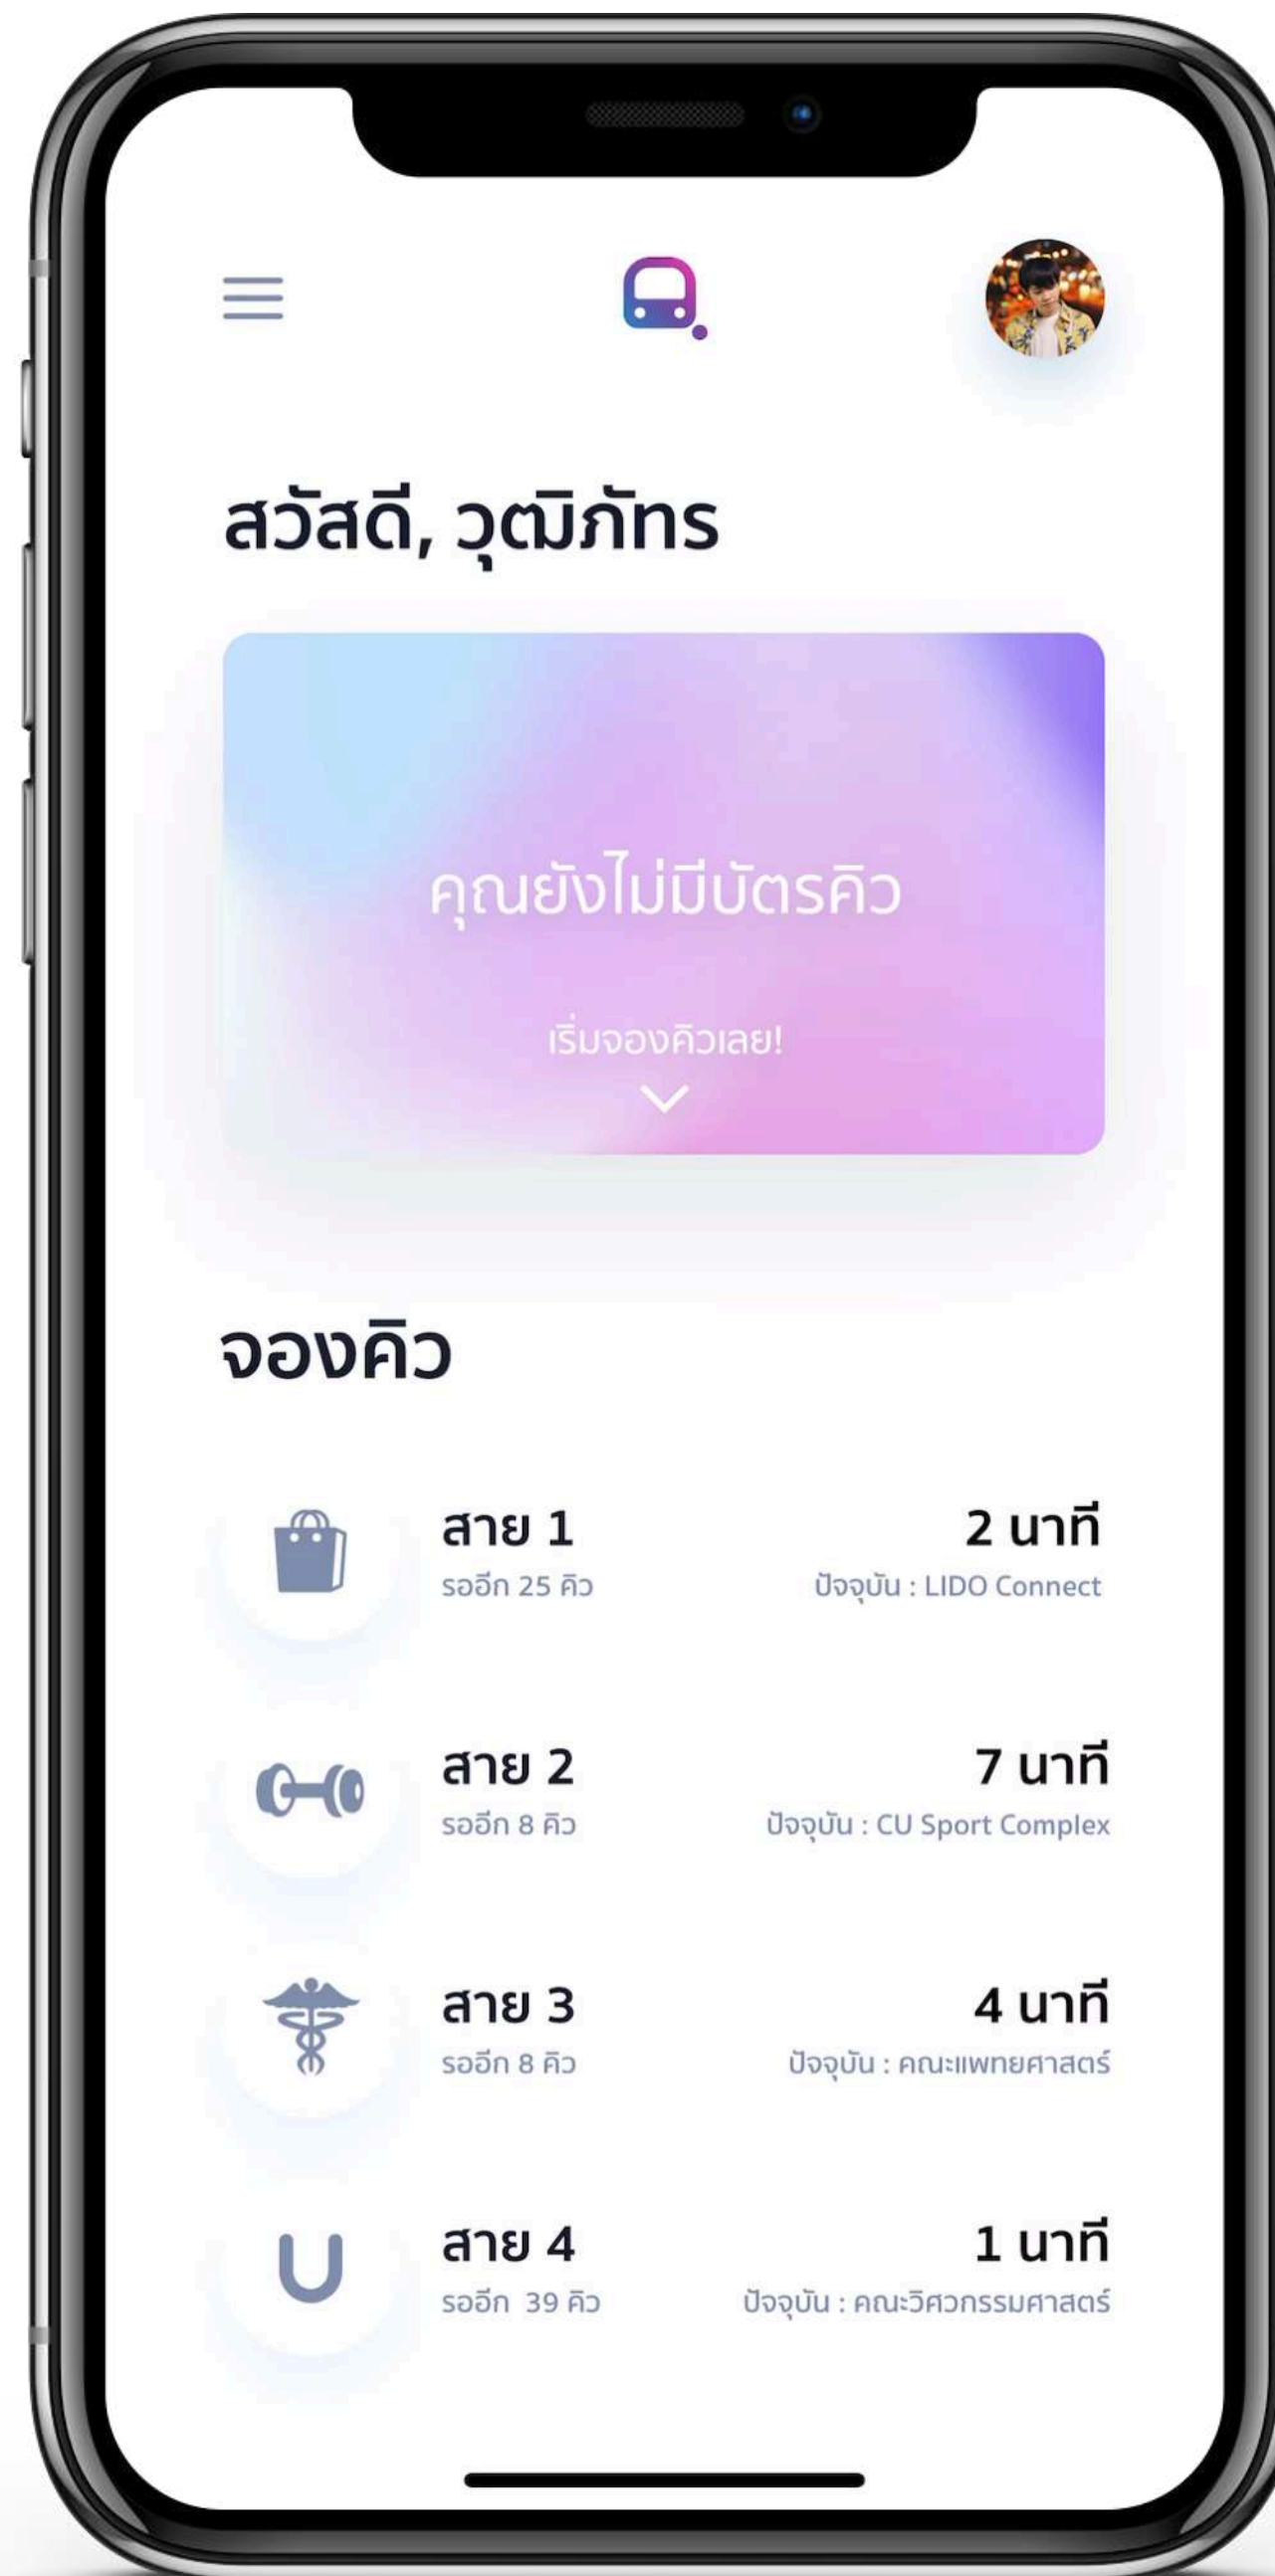 สวัสดี, วุฒิภัทร
คุณยังไม่มีบัตรคิว
เริ่มจองคิวเลย!
จองคิว
สาย 1
2 นาที
รออีก 25 คิว
ปัจจุบัน : LIDO Connect
สาย 2
7 นาที
รออีก 8 คิว
ปัจจุบัน : CU Sport Complex
สาย 3
4 นาที
รออีก 8 คิว
ปัจจุบัน : คณะแพทยศาสตร์
สาย 4
1 นาที
รออีก 39 คิว
ปัจจุบัน : คณะวิศวกรรมศาสตร์